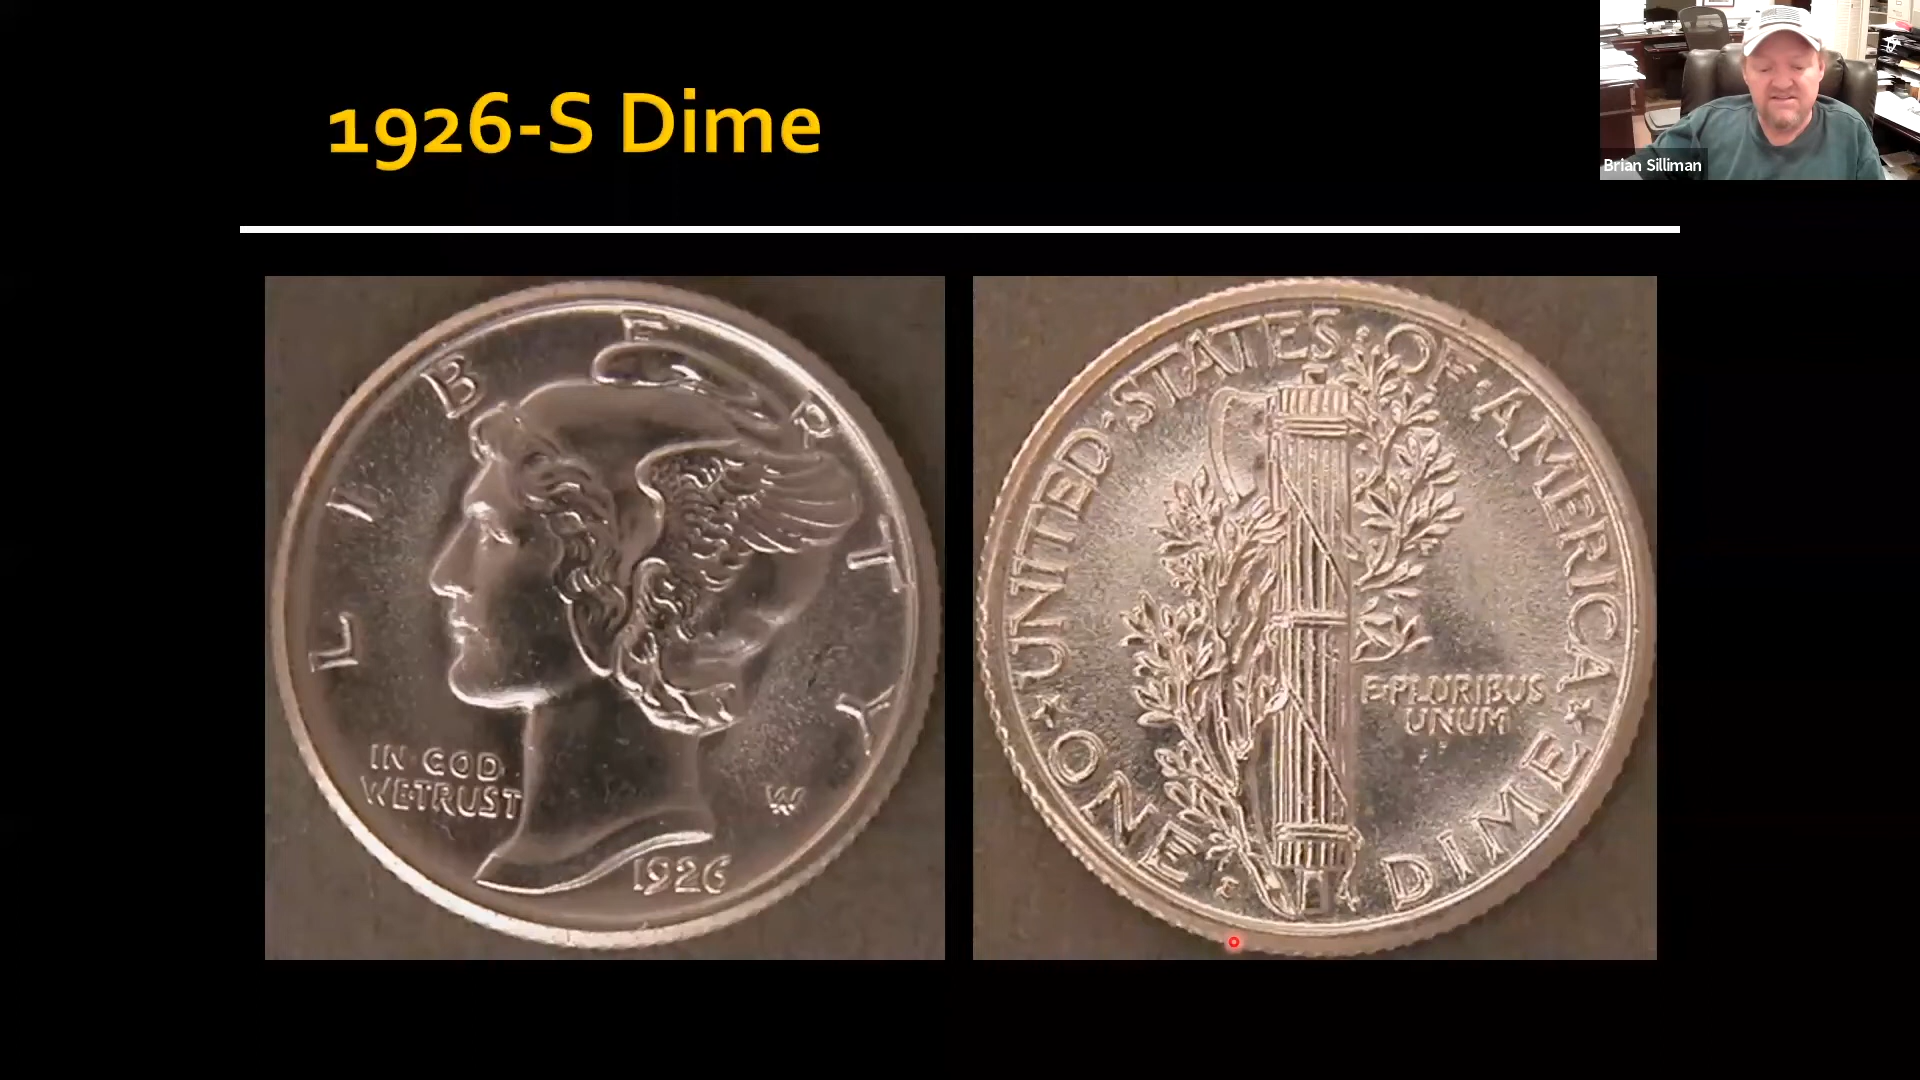 1926-S Dime
Brian Silliman
LIBERTY
IN GOD
WE·TRUST
W
1926
UNITED·STATES·OF·AMERICA
E·PLURIBUS
UNUM
ONE DIME